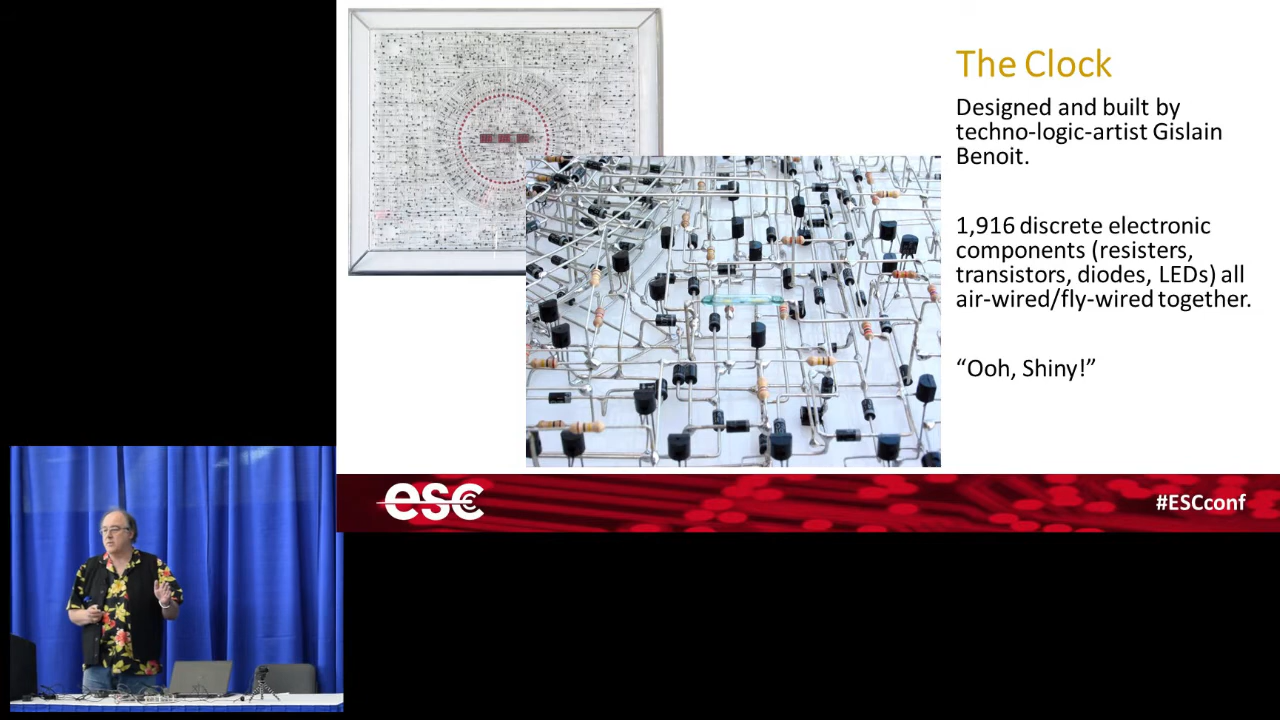 The Clock
Designed and built by
techno-logic-artist Gislain
Benoit.
1,916 discrete electronic
components (resisters,
transistors, diodes, LEDs) all
air-wired/fly-wired together.
“Ooh, Shiny!”
esc
#ESCconf